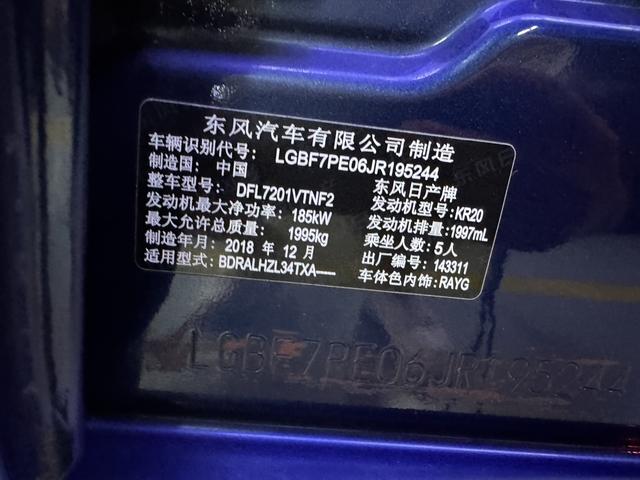 东风汽车有限公司制造
车辆识别代号: LGBF7PE06JR195244
制造国: 中国 东风日产牌
整车型号: DFL7201VTNF2 发动机型号: KR20
发动机最大净功率: 185kW 发动机排量: 1997mL
最大允许总质量: 1995kg 乘坐人数: 5人
制造年月: 2018 年 12 月 出厂编号: 143311
适用型号: BDRALHZL34TXA----- 车体色内饰: RAYG
LGBF7PE06JR195244